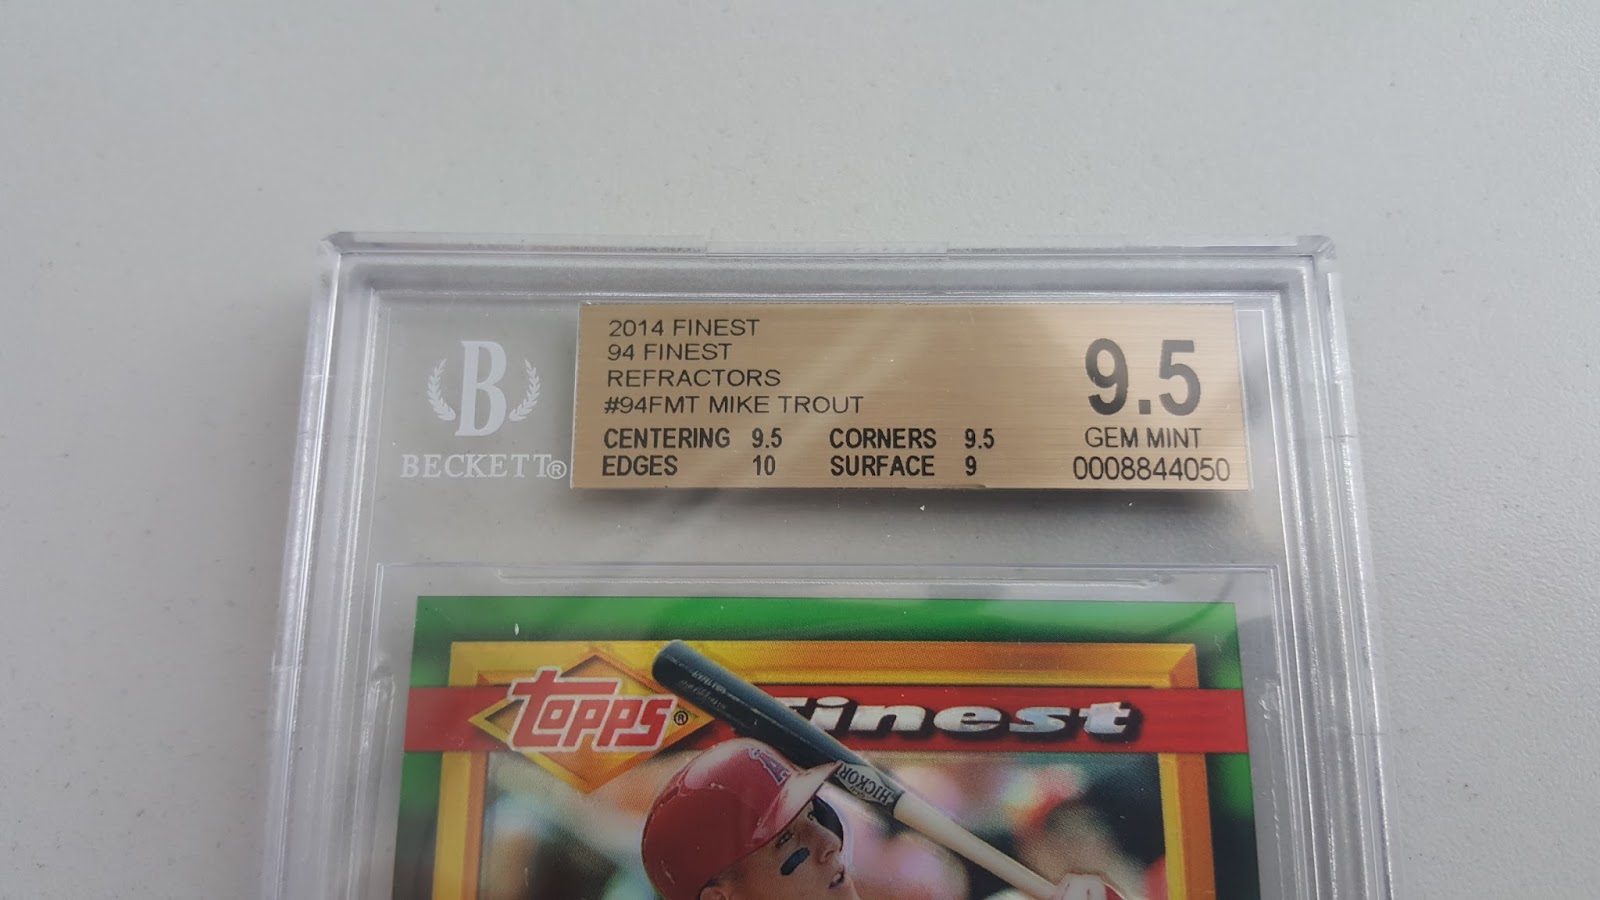 B
BECKETT®
2014 FINEST
94 FINEST
REFRACTORS
#94FMT MIKE TROUT
CENTERING 9.5 CORNERS 9.5
EDGES 10 SURFACE 9
9.5
GEM MINT
0008844050
TOPPS® Finest
A
HICKORY